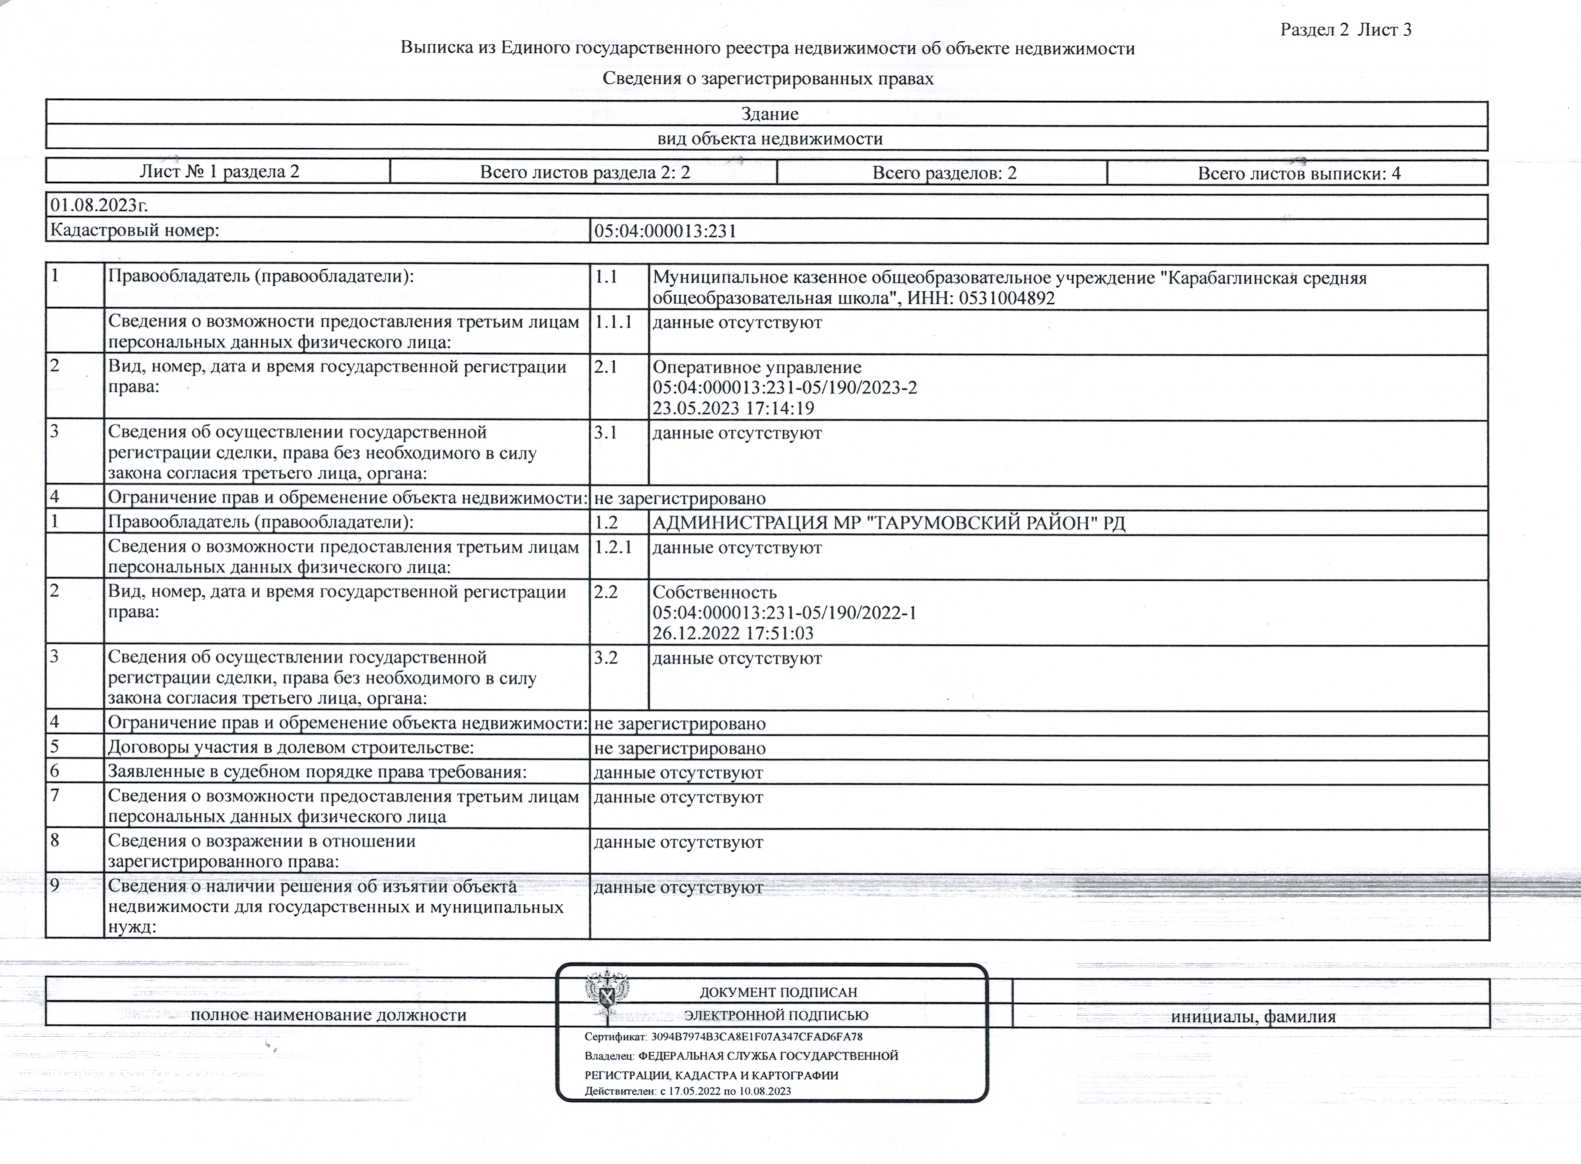 Раздел 2 Лист 3
Выписка из Единого государственного реестра недвижимости об объекте недвижимости
Сведения о зарегистрированных правах
Здание
вид объекта недвижимости
Лист № 1 раздела 2 Всего листов раздела 2: 2 Всего разделов: 2 Всего листов выписки: 4
01.08.2023г.
Кадастровый номер: 05:04:000013:231
1 Правообладатель (правообладатели): 1.1 Муниципальное казенное общеобразовательное учреждение "Карабаглинская средняя
общеобразовательная школа", ИНН: 0531004892
Сведения о возможности предоставления третьим лицам 1.1.1 данные отсутствуют
персональных данных физического лица:
2 Вид, номер, дата и время государственной регистрации 2.1 Оперативное управление
права: 05:04:000013:231-05/190/2023-2
23.05.2023 17:14:19
3 Сведения об осуществлении государственной 3.1 данные отсутствуют
регистрации сделки, права без необходимого в силу
закона согласия третьего лица, органа:
4 Ограничение прав и обременение объекта недвижимости: не зарегистрировано
1 Правообладатель (правообладатели): 1.2 АДМИНИСТРАЦИЯ МР "ТАРУМОВСКИЙ РАЙОН" РД
Сведения о возможности предоставления третьим лицам 1.2.1 данные отсутствуют
персональных данных физического лица:
2 Вид, номер, дата и время государственной регистрации 2.2 Собственность
права: 05:04:000013:231-05/190/2022-1
26.12.2022 17:51:03
3 Сведения об осуществлении государственной 3.2 данные отсутствуют
регистрации сделки, права без необходимого в силу
закона согласия третьего лица, органа:
4 Ограничение прав и обременение объекта недвижимости: не зарегистрировано
5 Договоры участия в долевом строительстве: не зарегистрировано
6 Заявленные в судебном порядке права требования: данные отсутствуют
7 Сведения о возможности предоставления третьим лицам данные отсутствуют
персональных данных физического лица
8 Сведения о возражении в отношении данные отсутствуют
зарегистрированного права:
9 Сведения о наличии решения об изъятии объекта данные отсутствуют
недвижимости для государственных и муниципальных
нужд:
ДОКУМЕНТ ПОДПИСАН
полное наименование должности ЭЛЕКТРОННОЙ ПОДПИСЬЮ инициалы, фамилия
Сертификат: 3094B7974B3CA8E1F07A347CFAD6FA78
Владелец: ФЕДЕРАЛЬНАЯ СЛУЖБА ГОСУДАРСТВЕННОЙ
РЕГИСТРАЦИИ, КАДАСТРА И КАРТОГРАФИИ
Действителен: с 17.05.2022 по 10.08.2023